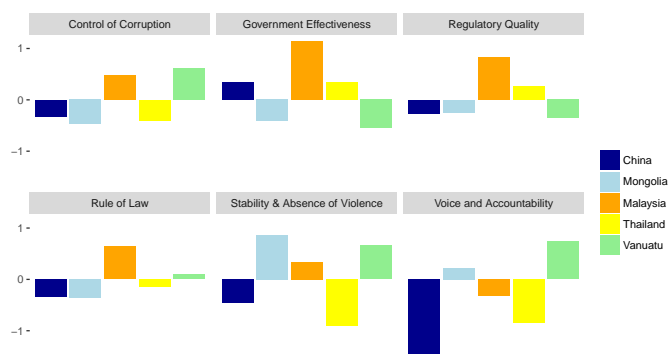 Control of Corruption
Government Effectiveness
Regulatory Quality
1
0
−1
China
Mongolia
Malaysia
Thailand
Vanuatu
Rule of Law
Stability & Absence of Violence
Voice and Accountability
1
0
−1